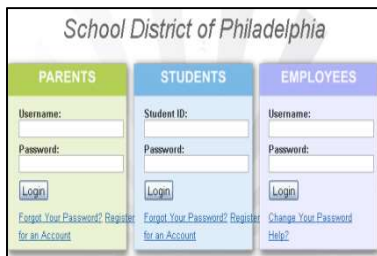 School District of Philadelphia
PARENTS
Username:
Password:
Login
Forgot Your Password? Register
for an Account
STUDENTS
Student ID:
Password:
Login
Forgot Your Password? Register
for an Account
EMPLOYEES
Username:
Password:
Login
Change Your Password
Help?